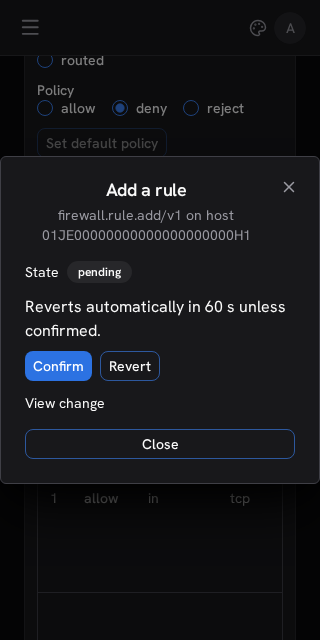 A
routed
Policy
allow deny reject
Set default policy
Add a rule
firewall.rule.add/v1 on host
01JE00000000000000000000H1
State pending
Reverts automatically in 60 s unless
confirmed.
Confirm Revert
View change
Close
1 allow in tcp